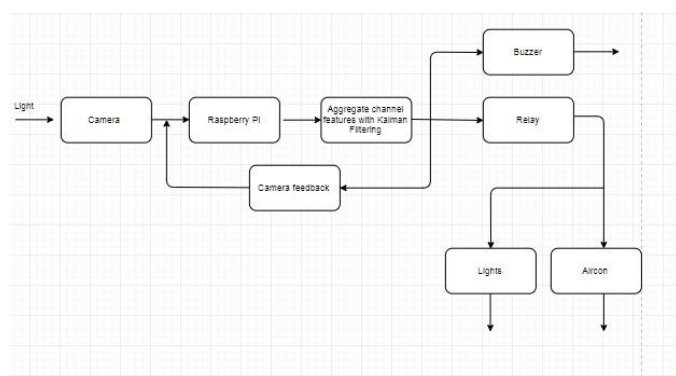 Buzzer
Light
Camera
Raspberry PI
Aggregate channel
features with Kalman
Filtering
Relay
Camera feedback
Lights
Aircon